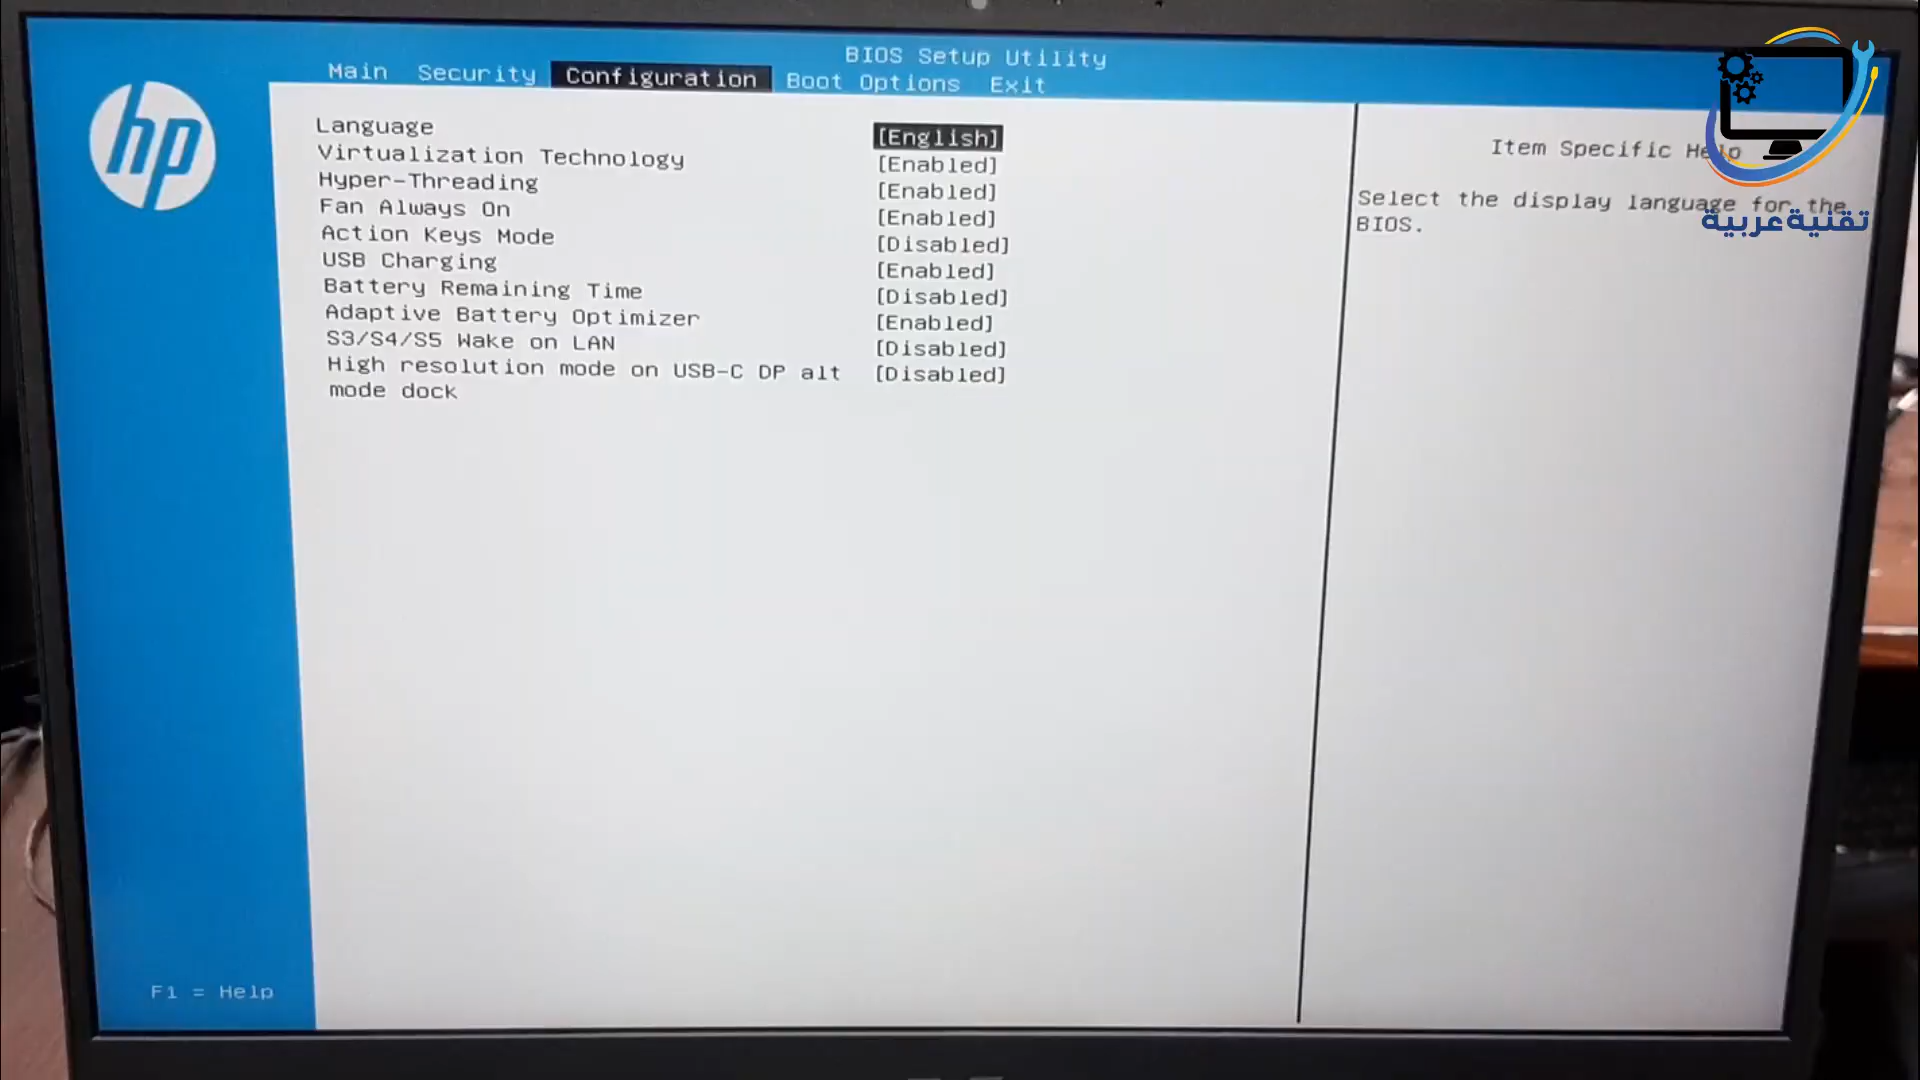 BIOS Setup Utility
Main Security Configuration Boot Options Exit
hp
Language [English]
Virtualization Technology [Enabled]
Hyper-Threading [Enabled]
Fan Always On [Enabled]
Action Keys Mode [Disabled]
USB Charging [Enabled]
Battery Remaining Time [Disabled]
Adaptive Battery Optimizer [Enabled]
S3/S4/S5 Wake on LAN [Disabled]
High resolution mode on USB-C DP alt [Disabled]
mode dock
Item Specific Help
Select the display language for the
BIOS.
تقنية عربية
F1 = Help